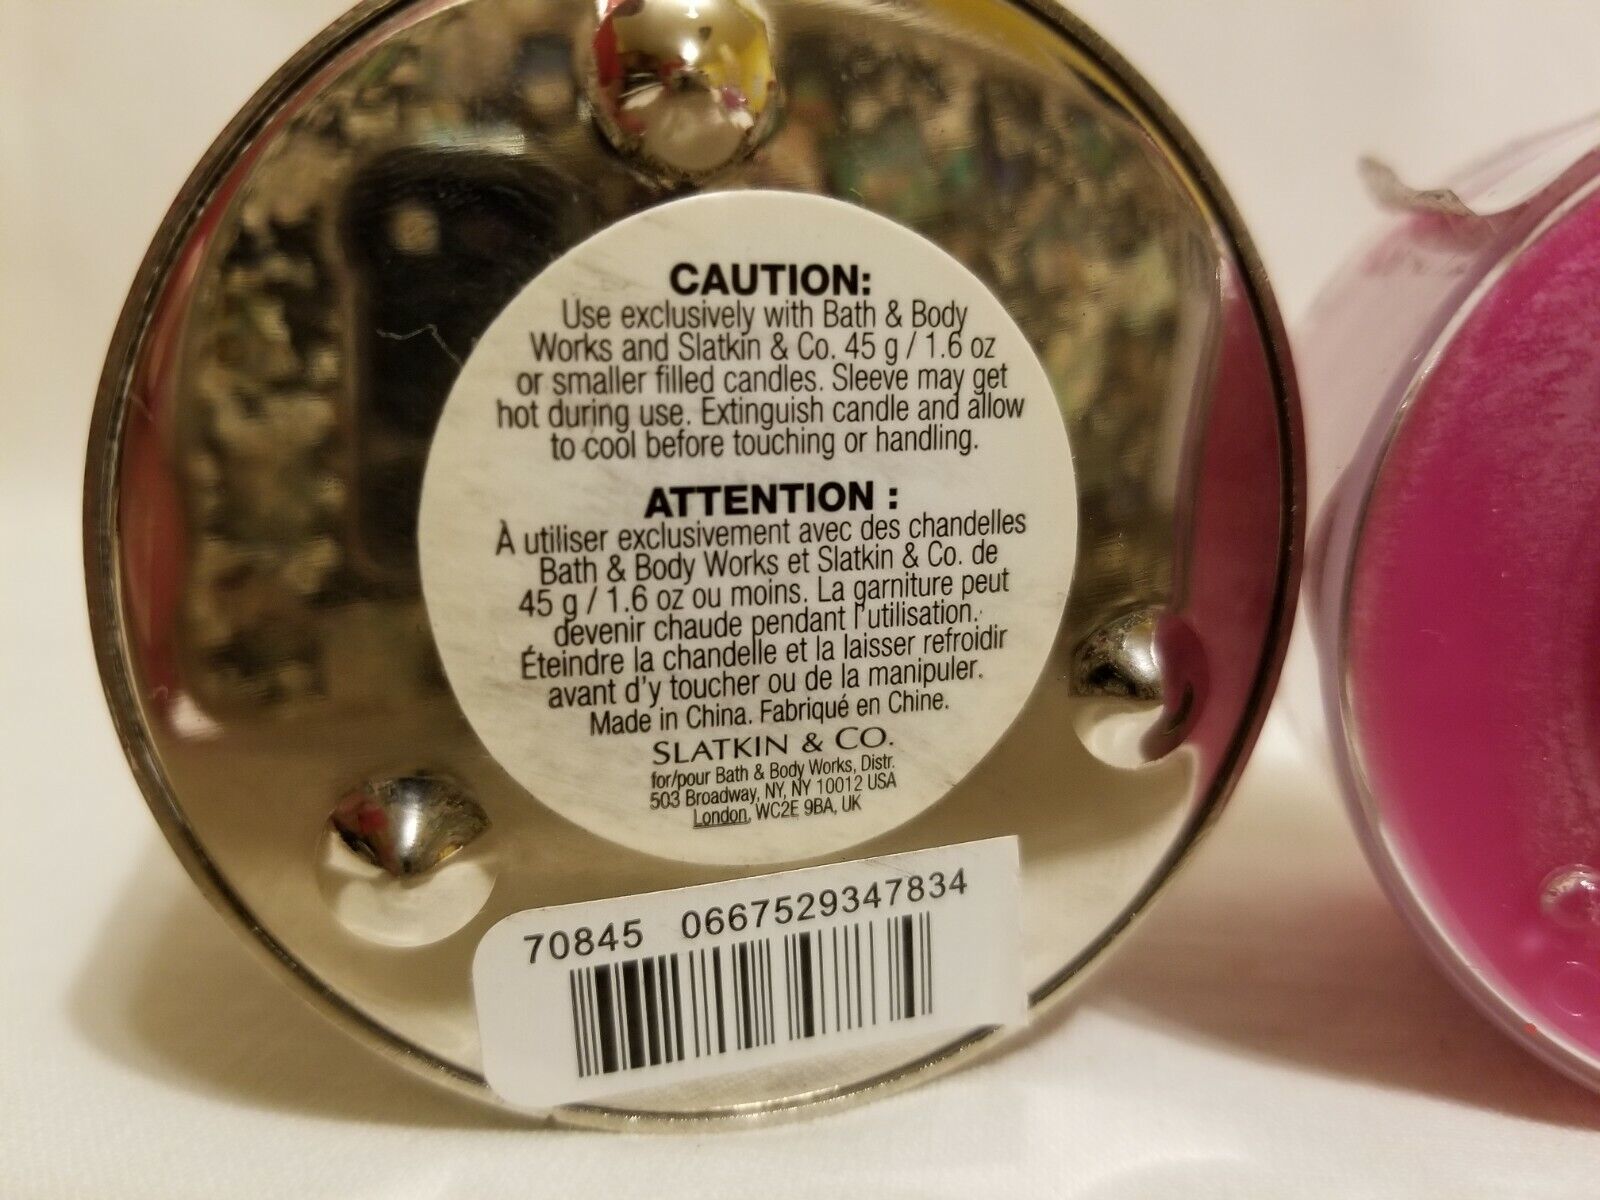 CAUTION:
Use exclusively with Bath & Body
Works and Slatkin & Co. 45 g / 1.6 oz
or smaller filled candles. Sleeve may get
hot during use. Extinguish candle and allow
to cool before touching or handling.
ATTENTION :
À utiliser exclusivement avec des chandelles
Bath & Body Works et Slatkin & Co. de
45 g / 1.6 oz ou moins. La garniture peut
devenir chaude pendant l'utilisation.
Éteindre la chandelle et la laisser refroidir
avant d'y toucher ou de la manipuler.
Made in China. Fabriqué en Chine.
SLATKIN & CO.
for/pour Bath & Body Works, Distr.
503 Broadway, NY, NY 10012 USA
London, WC2E 9BA, UK
70845 0667529347834